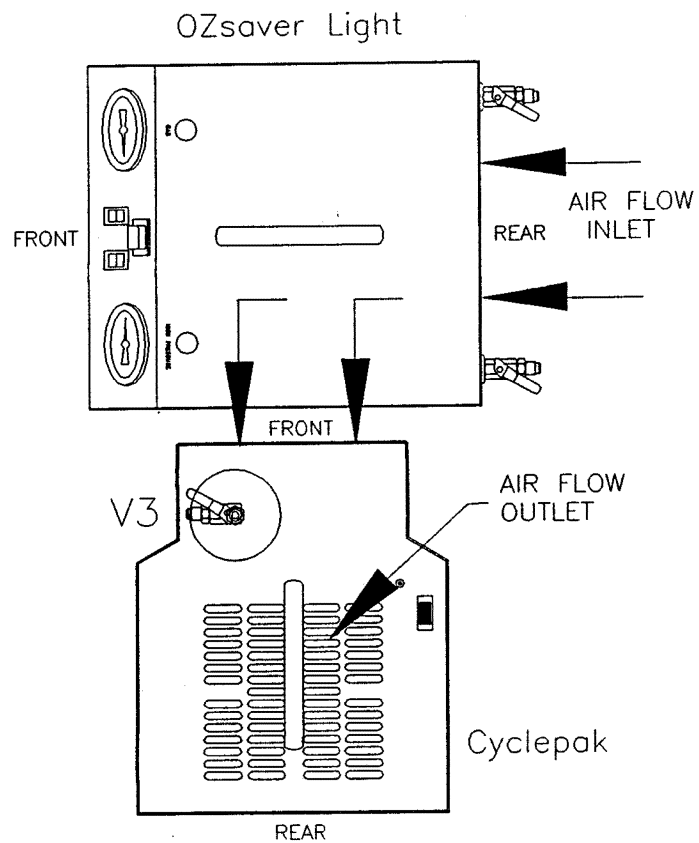 OZsaver Light
FRONT
REAR
AIR FLOW
INLET
FRONT
V3
AIR FLOW
OUTLET
Cyclepak
REAR